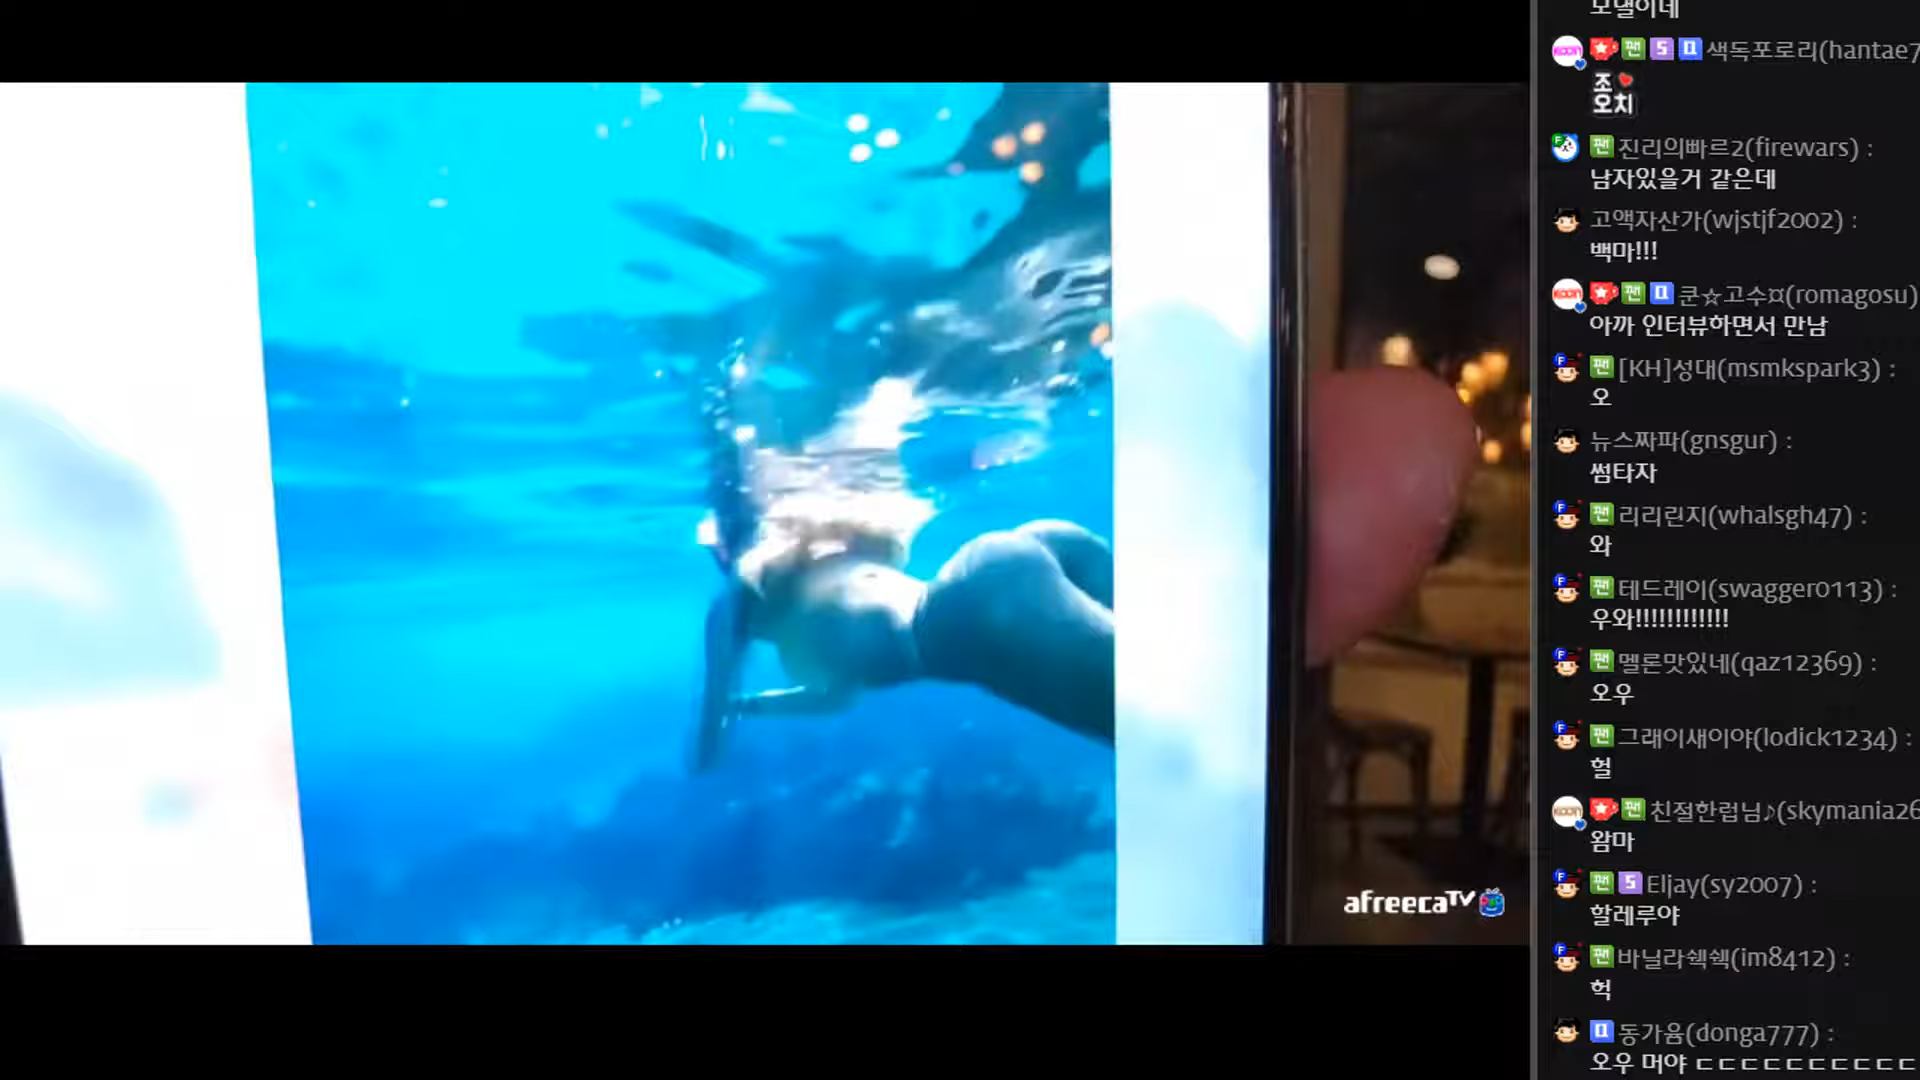 모델이네
색독포로리(hantae7
조
오치
진리의빠르2(firewars) :
남자있을거 같은데
고액자산가(wjstjf2002) :
백마!!!
쿤☆고수¤(romagosu)
아까 인터뷰하면서 만남
[KH]성대(msmkspark3) :
오
뉴스짜파(gnsgur) :
썸타자
리리린지(whalsgh47) :
와
테드레이(swagger0113) :
우와!!!!!!!!!!!!
멜론맛있네(qaz12369) :
오우
그래이새이야(lodick1234) :
헐
친절한럽님♪(skymania26
왐마
Eljay(sy2007) :
할레루야
바닐라쉑쉑(im8412) :
헉
동가윰(donga777) :
오우 머야 ㄷㄷㄷㄷㄷㄷㄷㄷㄷㄷ
afreecaTV